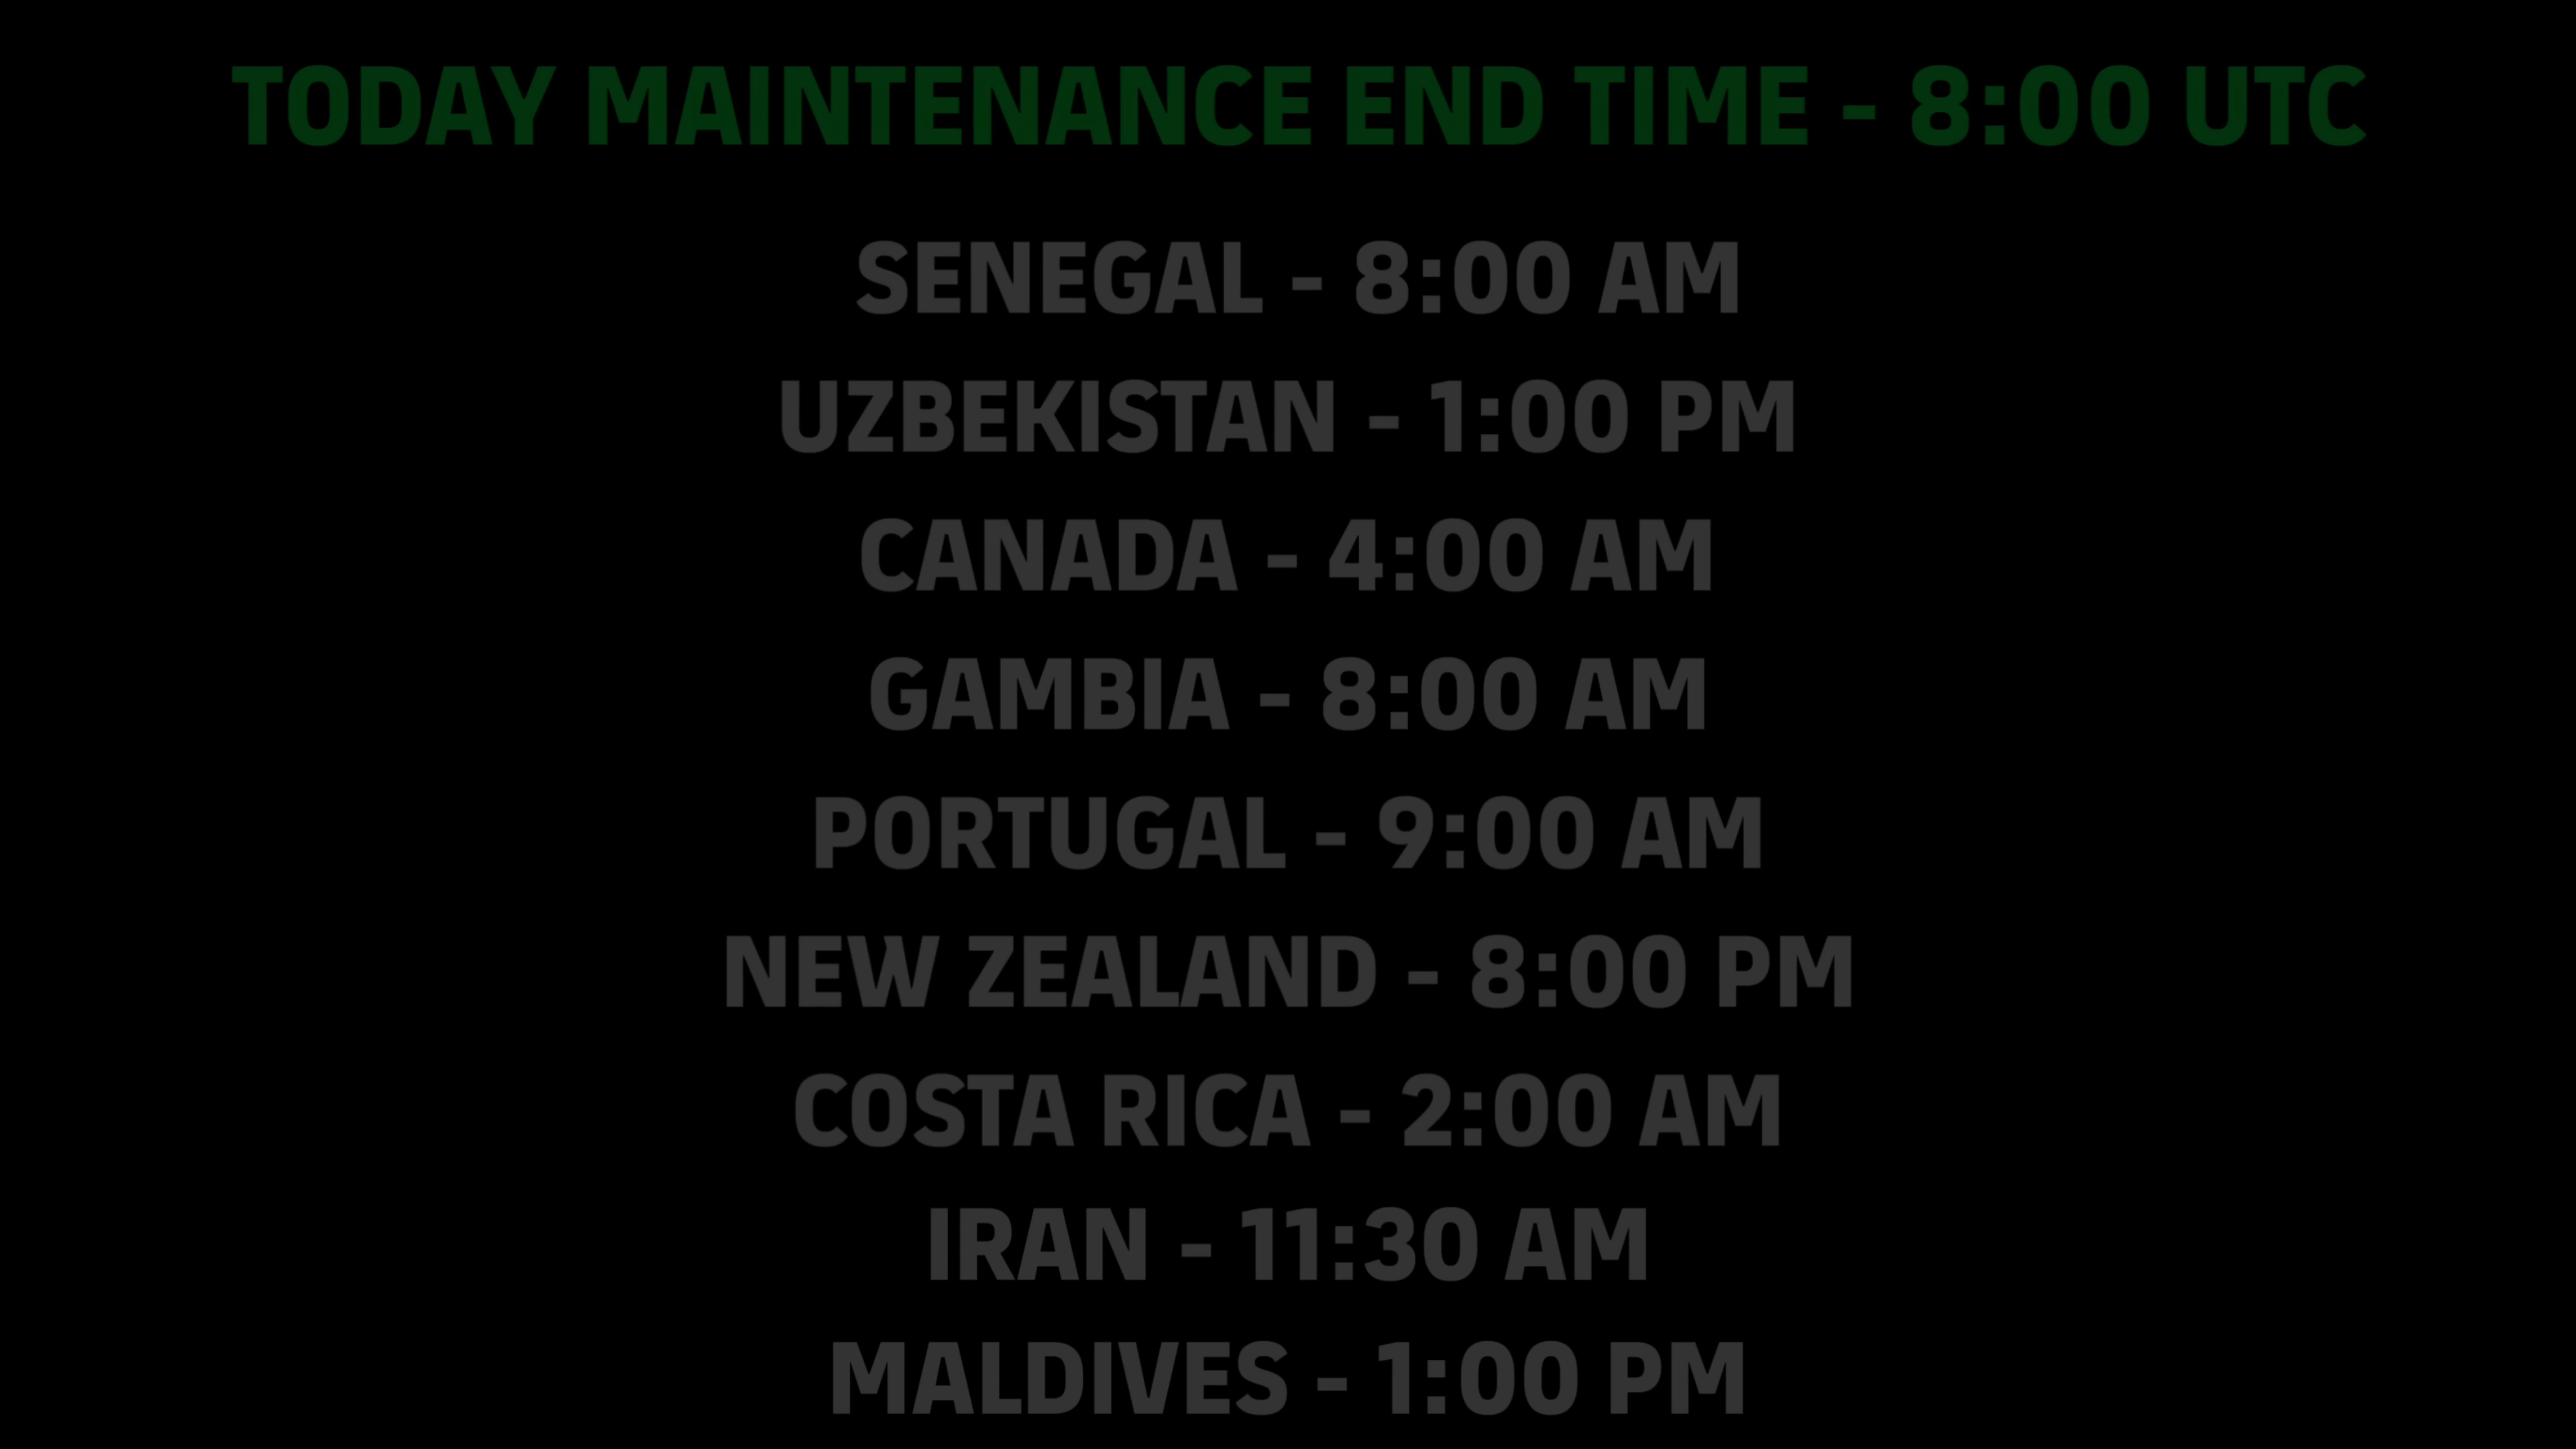 TODAY MAINTENANCE END TIME - 8:00 UTC
SENEGAL - 8:00 AM
UZBEKISTAN - 1:00 PM
CANADA - 4:00 AM
GAMBIA - 8:00 AM
PORTUGAL - 9:00 AM
NEW ZEALAND - 8:00 PM
COSTA RICA - 2:00 AM
IRAN - 11:30 AM
MALDIVES - 1:00 PM